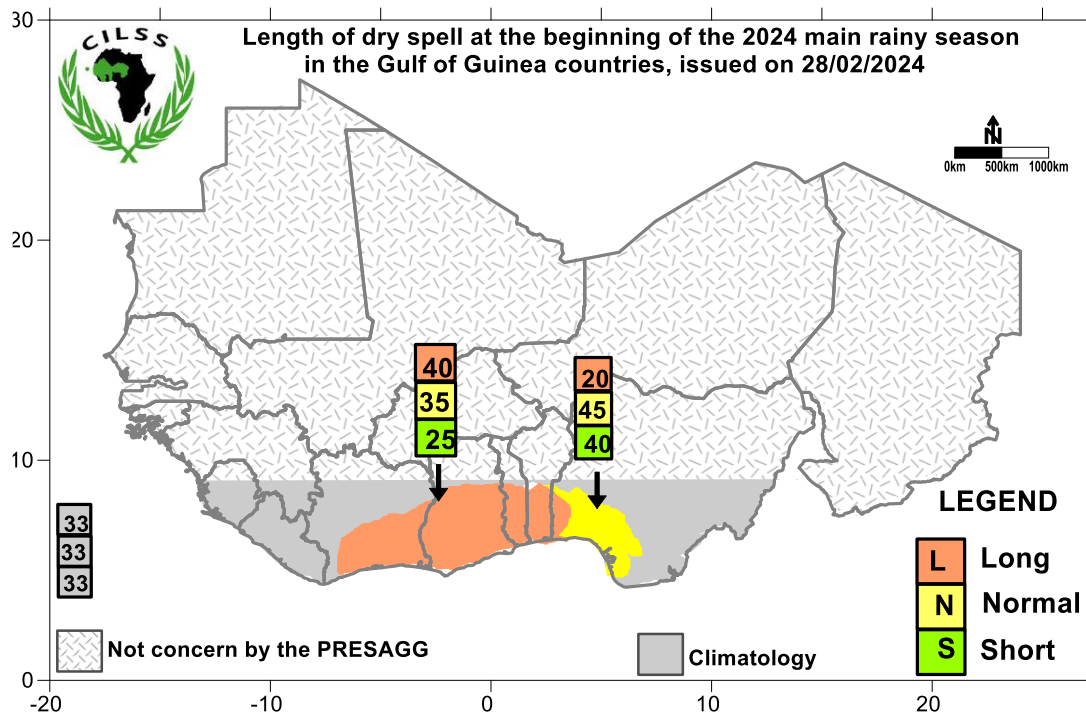 30
CILSS
Length of dry spell at the beginning of the 2024 main rainy season
in the Gulf of Guinea countries, issued on 28/02/2024
N
0km 500km 1000km
20
40
35
25
20
45
40
10
33
33
33
LEGEND
L Long
N Normal
S Short
Not concern by the PRESAGG
Climatology
0
-20 -10 0 10 20